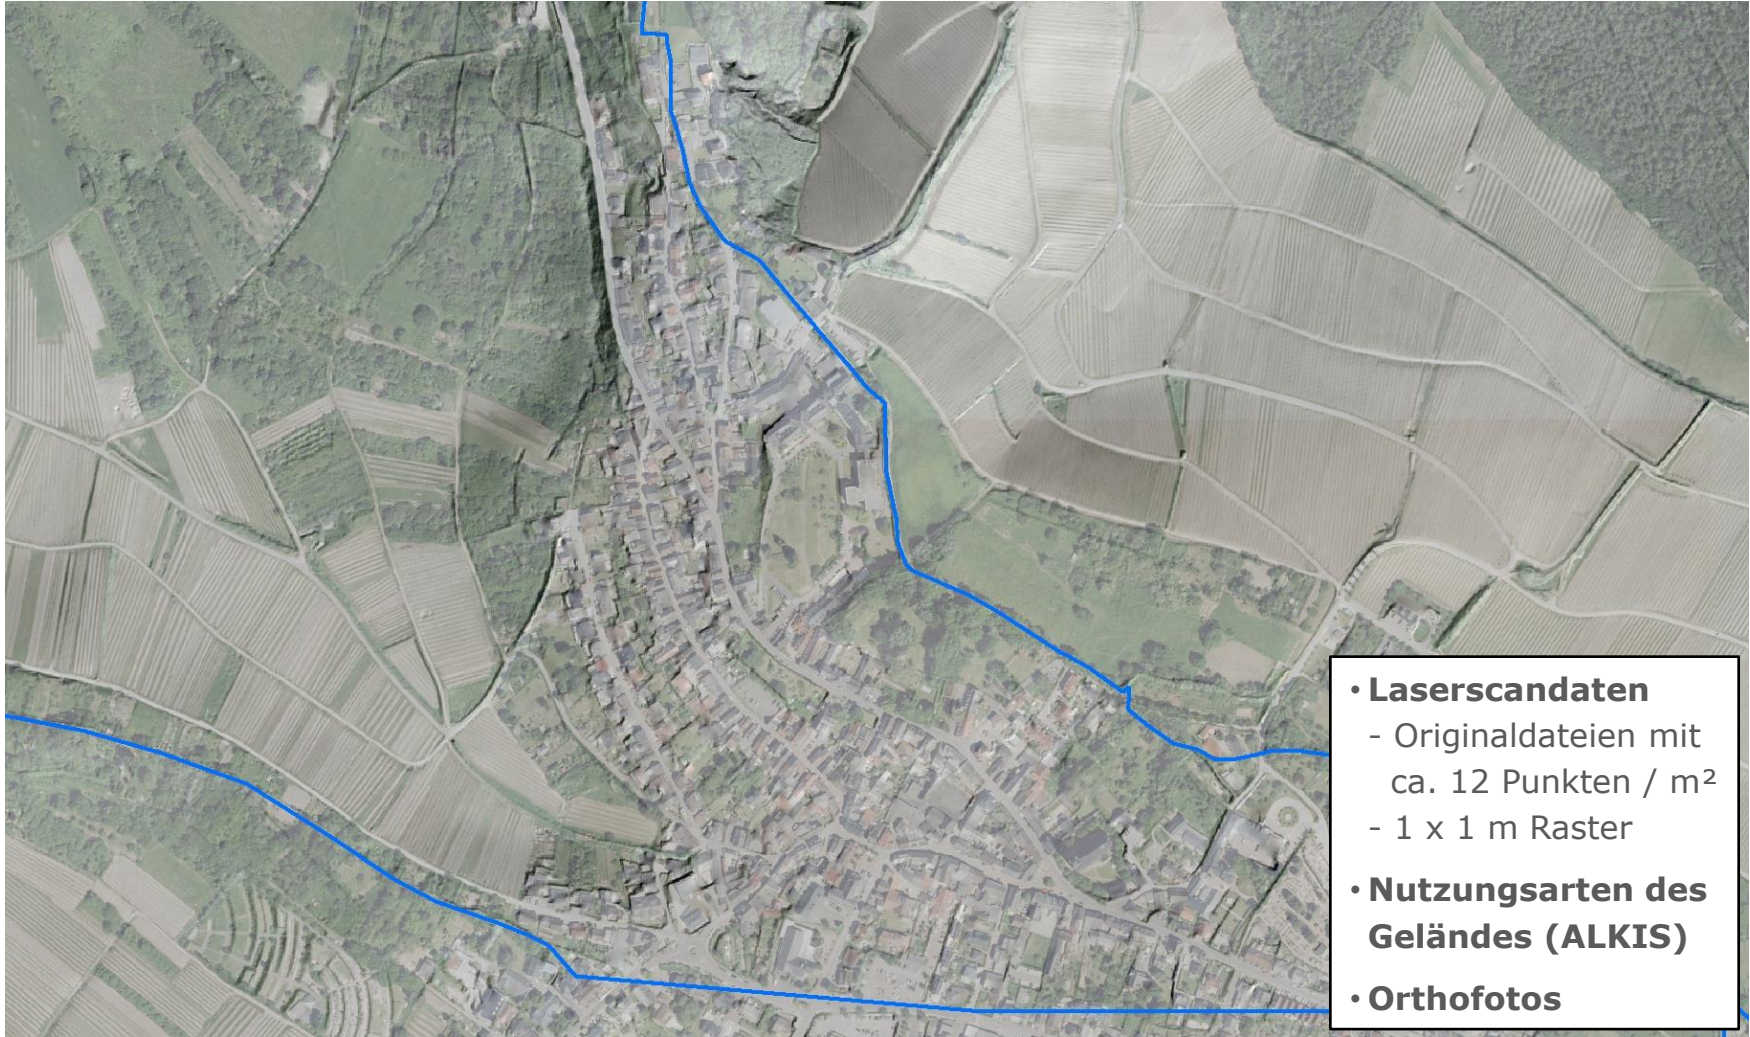 • Laserscandaten
- Originaldateien mit
ca. 12 Punkten / m²
- 1 x 1 m Raster
• Nutzungsarten des
Geländes (ALKIS)
• Orthofotos